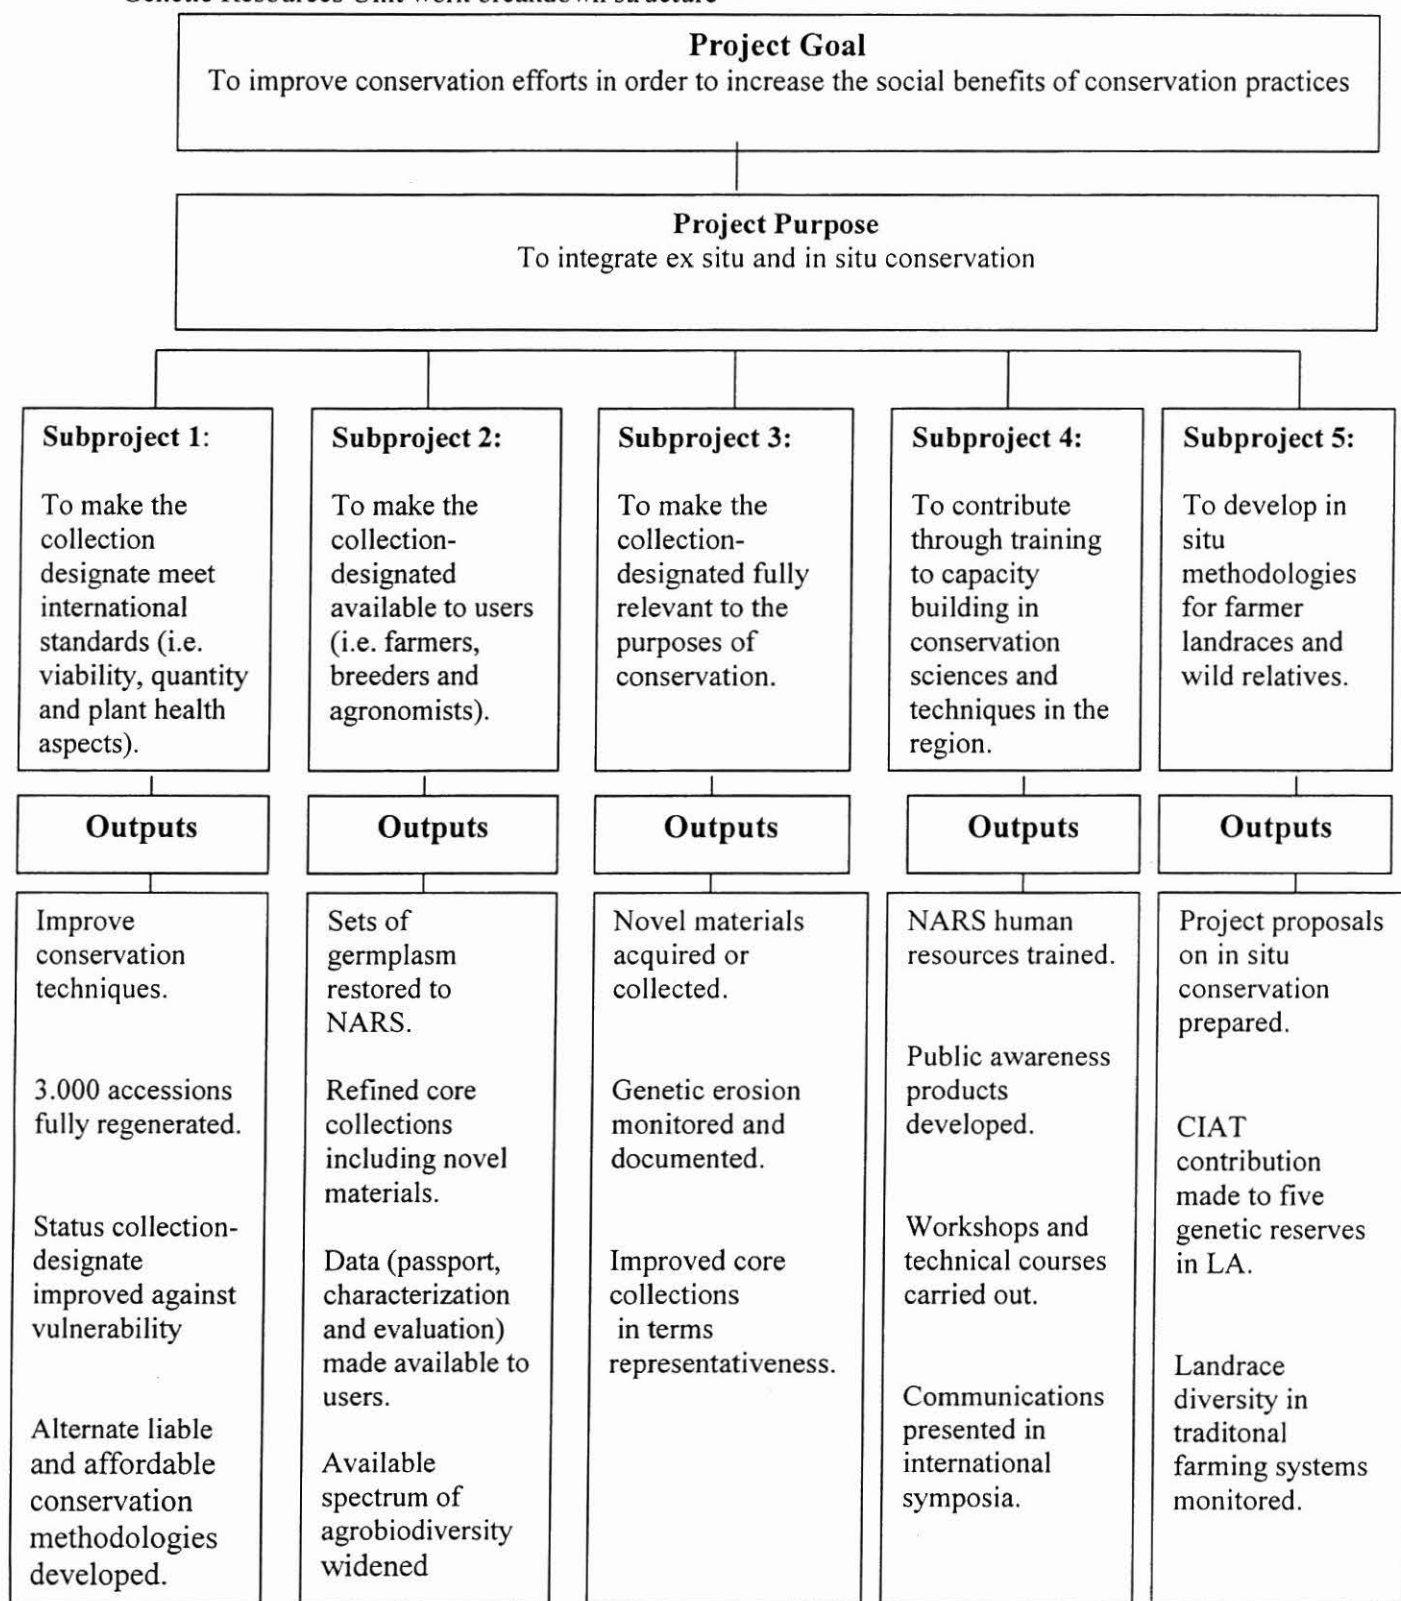 Genetic Resources Unit work breakdown structure
Project Goal
To improve conservation efforts in order to increase the social benefits of conservation practices
Project Purpose
To integrate ex situ and in situ conservation
Subproject 1:
To make the
collection
designate meet
international
standards (i.e.
viability, quantity
and plant health
aspects).
Subproject 2:
To make the
collection-
designated
available to users
(i.e. farmers,
breeders and
agronomists).
Subproject 3:
To make the
collection-
designated fully
relevant to the
purposes of
conservation.
Subproject 4:
To contribute
through training
to capacity
building in
conservation
sciences and
techniques in the
region.
Subproject 5:
To develop in
situ
methodologies
for farmer
landraces and
wild relatives.
Outputs
Outputs
Outputs
Outputs
Outputs
Improve
conservation
techniques.
3.000 accessions
fully regenerated.
Status collection-
designate
improved against
vulnerability
Alternate liable
and affordable
conservation
methodologies
developed.
Sets of
germplasm
restored to
NARS.
Refined core
collections
including novel
materials.
Data (passport,
characterization
and evaluation)
made available to
users.
Available
spectrum of
agrobiodiversity
widened
Novel materials
acquired or
collected.
Genetic erosion
monitored and
documented.
Improved core
collections
in terms
representativeness.
NARS human
resources trained.
Public awareness
products
developed.
Workshops and
technical courses
carried out.
Communications
presented in
international
symposia.
Project proposals
on in situ
conservation
prepared.
CIAT
contribution
made to five
genetic reserves
in LA.
Landrace
diversity in
traditonal
farming systems
monitored.